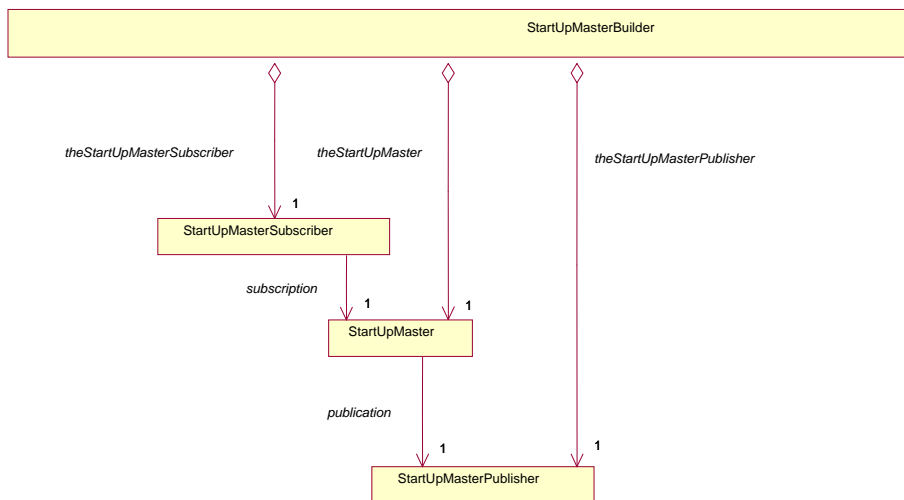 StartUpMasterBuilder
theStartUpMasterSubscriber
theStartUpMaster
theStartUpMasterPublisher
1
StartUpMasterSubscriber
subscription
1
1
StartUpMaster
publication
1
1
StartUpMasterPublisher